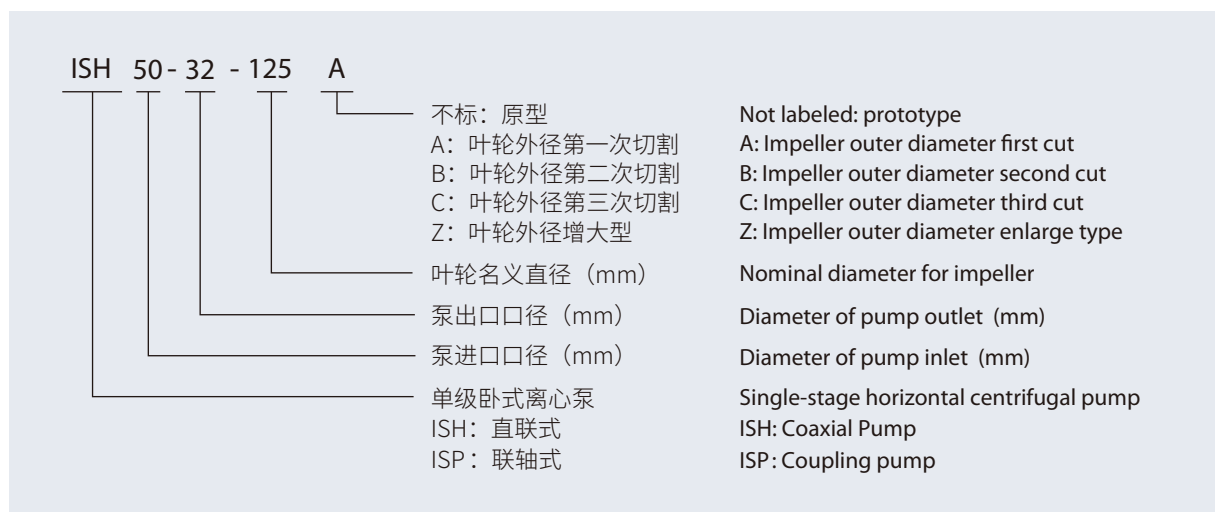 ISH 50 - 32 - 125 A
不标：原型 Not labeled: prototype
A：叶轮外径第一次切割 A: Impeller outer diameter first cut
B：叶轮外径第二次切割 B: Impeller outer diameter second cut
C：叶轮外径第三次切割 C: Impeller outer diameter third cut
Z：叶轮外径增大型 Z: Impeller outer diameter enlarge type
叶轮名义直径（mm） Nominal diameter for impeller
泵出口口径（mm） Diameter of pump outlet (mm)
泵进口口径（mm） Diameter of pump inlet (mm)
单级卧式离心泵 Single-stage horizontal centrifugal pump
ISH：直联式 ISH: Coaxial Pump
ISP：联轴式 ISP: Coupling pump